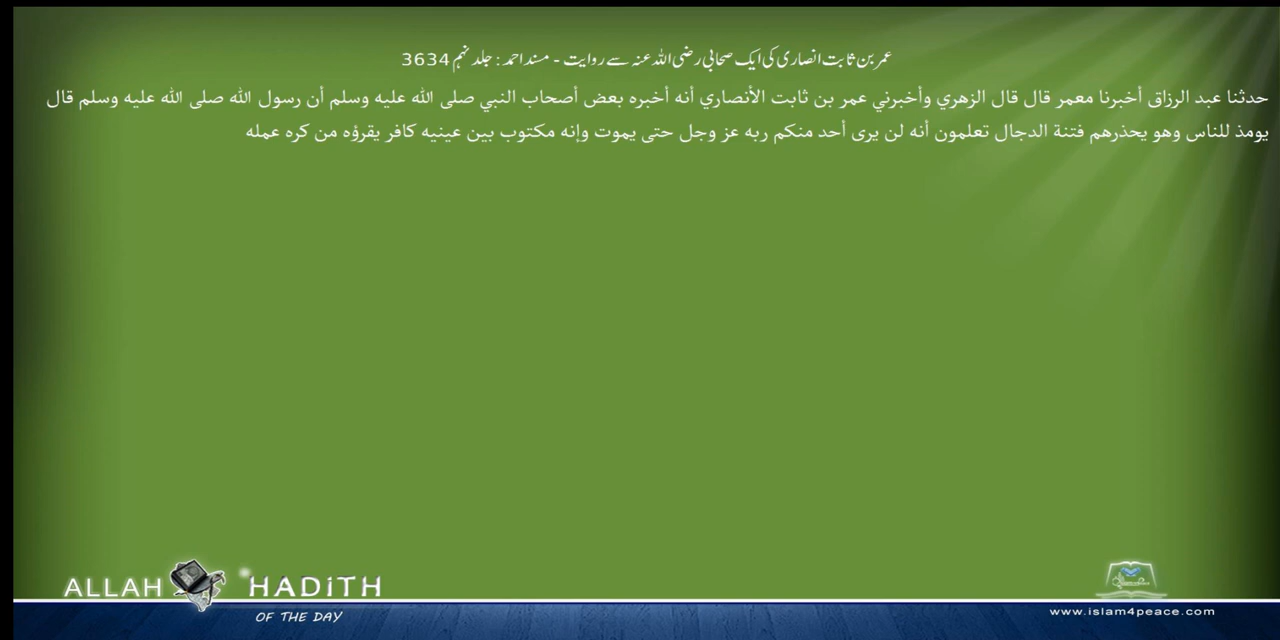 عمر بن ثابت انصاری کی ایک صحابی رضی اللہ عنہ سے روایت - مسند احمد : جلد نہم 3634
حدثنا عبد الرزاق أخبرنا معمر قال قال الزهري وأخبرني عمر بن ثابت الأنصاري أنه أخبره بعض أصحاب النبي صلى الله عليه وسلم أن رسول الله صلى الله عليه وسلم قال
يومذ للناس وهو يحذرهم فتنة الدجال تعلمون أنه لن يرى أحد منكم ربه عز وجل حتى يموت وإنه مكتوب بين عينيه كافر يقرؤه من كره عمله
ALLAH HADITH
OF THE DAY
www.islam4peace.com